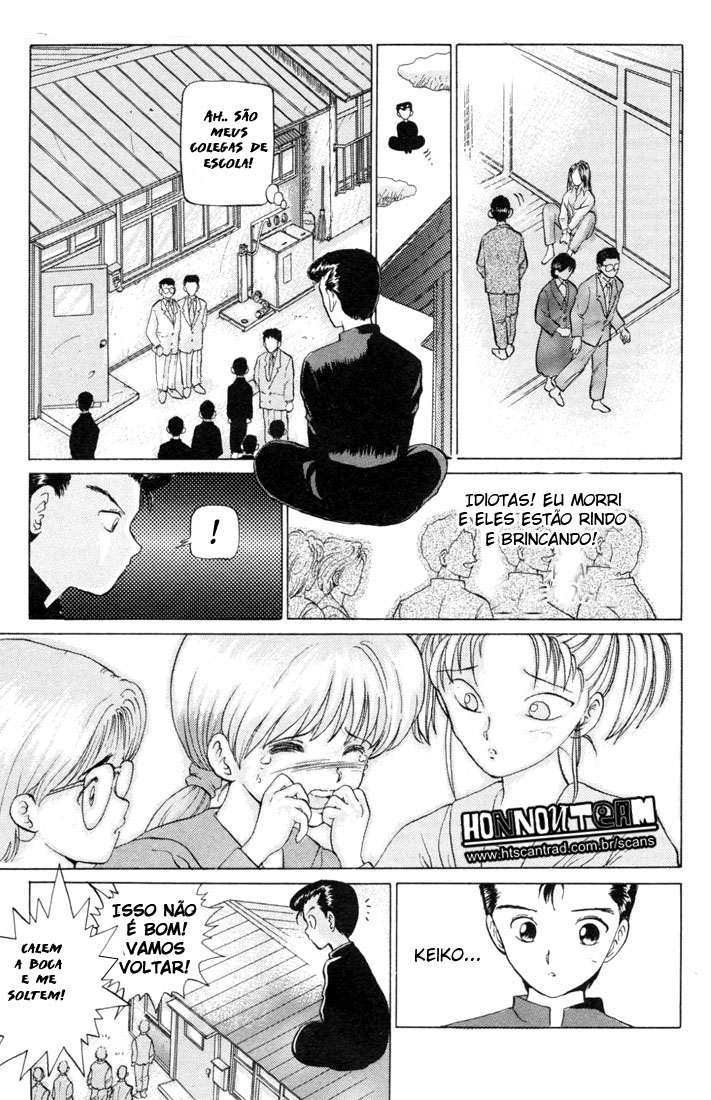 AH.. SÃO
MEUS
COLEGAS DE
ESCOLA!
!
IDIOTAS! EU MORRI
E ELES ESTÃO RINDO
E BRINCANDO!
HONNOUTEAM
www.htscantrad.com.br/scans
CALEM
A BOCA
E ME
SOLTEM!
ISSO NÃO
É BOM!
VAMOS
VOLTAR!
KEIKO...